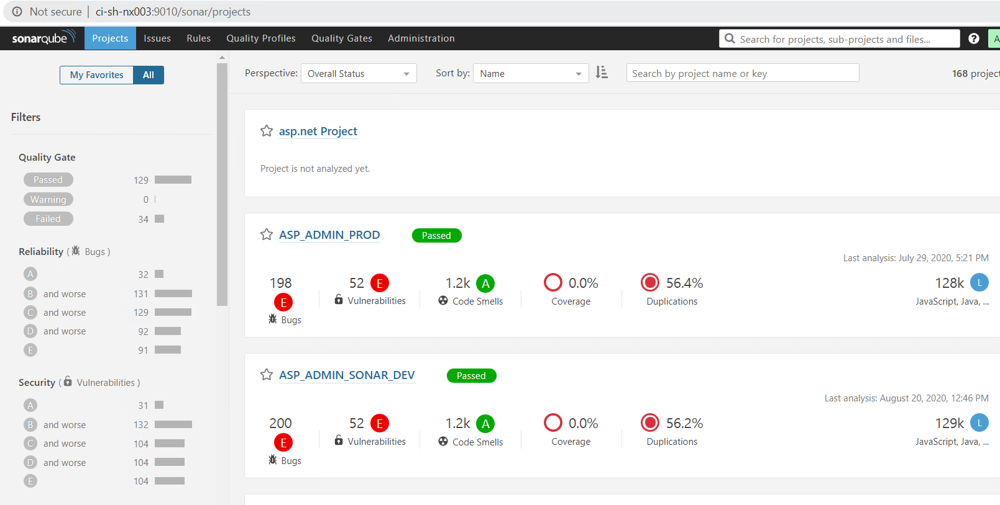 Not secure | ci-sh-nx003:9010/sonar/projects
sonarqube Projects Issues Rules Quality Profiles Quality Gates Administration Search for projects, sub-projects and files... ? A
My Favorites All
Perspective: Overall Status Sort by: Name Search by project name or key 168 project
Filters
Quality Gate
Passed 129
Warning 0
Failed 34
Reliability ( Bugs )
A 32
B and worse 131
C and worse 129
D and worse 92
E 91
Security ( Vulnerabilities )
A 31
B and worse 132
C and worse 104
D and worse 104
E 104
asp.net Project
Project is not analyzed yet.
ASP_ADMIN_PROD Passed
Last analysis: July 29, 2020, 5:21 PM
198 E Bugs
52 E Vulnerabilities
1.2k A Code Smells
0.0% Coverage
56.4% Duplications
128k L JavaScript, Java, ...
ASP_ADMIN_SONAR_DEV Passed
Last analysis: August 20, 2020, 12:46 PM
200 E Bugs
52 E Vulnerabilities
1.2k A Code Smells
0.0% Coverage
56.2% Duplications
129k L JavaScript, Java, ...